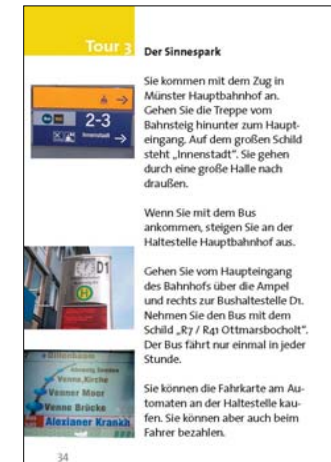 Tour 3
Der Sinnespark
Sie kommen mit dem Zug in
Münster Hauptbahnhof an.
Gehen Sie die Treppe vom
Bahnsteig hinunter zum Haupt-
eingang. Auf dem großen Schild
steht „Innenstadt“. Sie gehen
durch eine große Halle nach
draußen.
2-3
Innenstadt
Wenn Sie mit dem Bus
ankommen, steigen Sie an der
Haltestelle Hauptbahnhof aus.
D1
H
Gehen Sie vom Haupteingang
des Bahnhofs über die Ampel
und rechts zur Bushaltestelle D1.
Nehmen Sie den Bus mit dem
Schild „R7 / R41 Ottmarsbocholt“.
Der Bus fährt nur einmal in jeder
Stunde.
Venne, Kirche
Venner Moor
Venne Brücke
Alexianer Krankh
Sie können die Fahrkarte am Au-
tomaten an der Haltestelle kau-
fen. Sie können aber auch beim
Fahrer bezahlen.
34